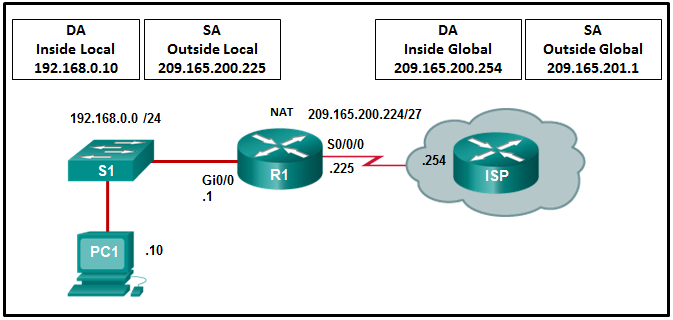 DA
Inside Local
192.168.0.10
SA
Outside Local
209.165.200.225
DA
Inside Global
209.165.200.254
SA
Outside Global
209.165.201.1
192.168.0.0 /24
NAT
209.165.200.224/27
S1
Gi0/0
.1
R1
S0/0/0
.225
.254
ISP
PC1
.10